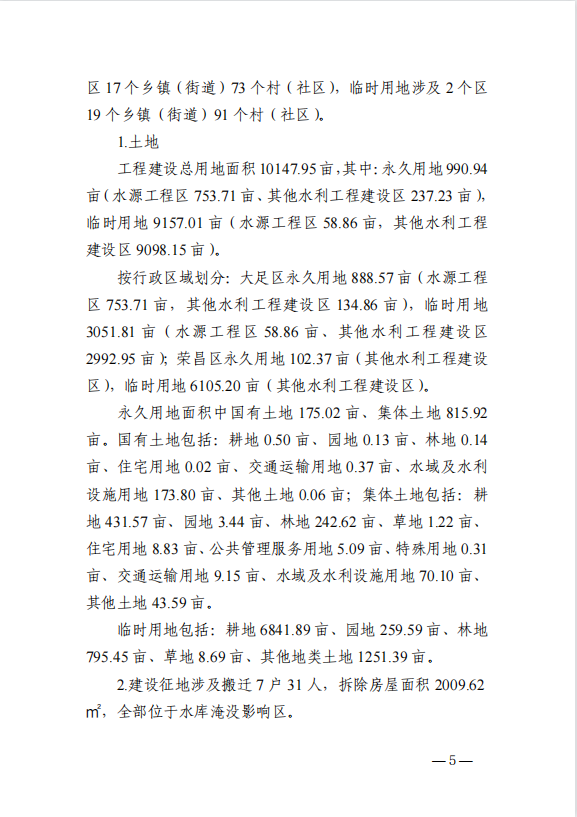 区 17 个乡镇（街道）73 个村（社区），临时用地涉及 2 个区
19 个乡镇（街道）91 个村（社区）。
1.土地
工程建设总用地面积 10147.95 亩，其中：永久用地 990.94
亩（水源工程区 753.71 亩、其他水利工程建设区 237.23 亩），
临时用地 9157.01 亩（水源工程区 58.86 亩，其他水利工程
建设区 9098.15 亩）。
按行政区域划分：大足区永久用地 888.57 亩（水源工程
区 753.71 亩，其他水利工程建设区 134.86 亩），临时用地
3051.81 亩（水源工程区 58.86 亩、其他水利工程建设区
2992.95 亩）；荣昌区永久用地 102.37 亩（其他水利工程建设
区），临时用地 6105.20 亩（其他水利工程建设区）。
永久用地面积中国有土地 175.02 亩、集体土地 815.92
亩。国有土地包括：耕地 0.50 亩、园地 0.13 亩、林地 0.14
亩、住宅用地 0.02 亩、交通运输用地 0.37 亩、水域及水利
设施用地 173.80 亩、其他土地 0.06 亩；集体土地包括：耕
地 431.57 亩、园地 3.44 亩、林地 242.62 亩、草地 1.22 亩、
住宅用地 8.83 亩、公共管理服务用地 5.09 亩、特殊用地 0.31
亩、交通运输用地 9.15 亩、水域及水利设施用地 70.10 亩、
其他土地 43.59 亩。
临时用地包括：耕地 6841.89 亩、园地 259.59 亩、林地
795.45 亩、草地 8.69 亩、其他地类土地 1251.39 亩。
2.建设征地涉及搬迁 7 户 31 人，拆除房屋面积 2009.62
㎡，全部位于水库淹没影响区。
— 5 —